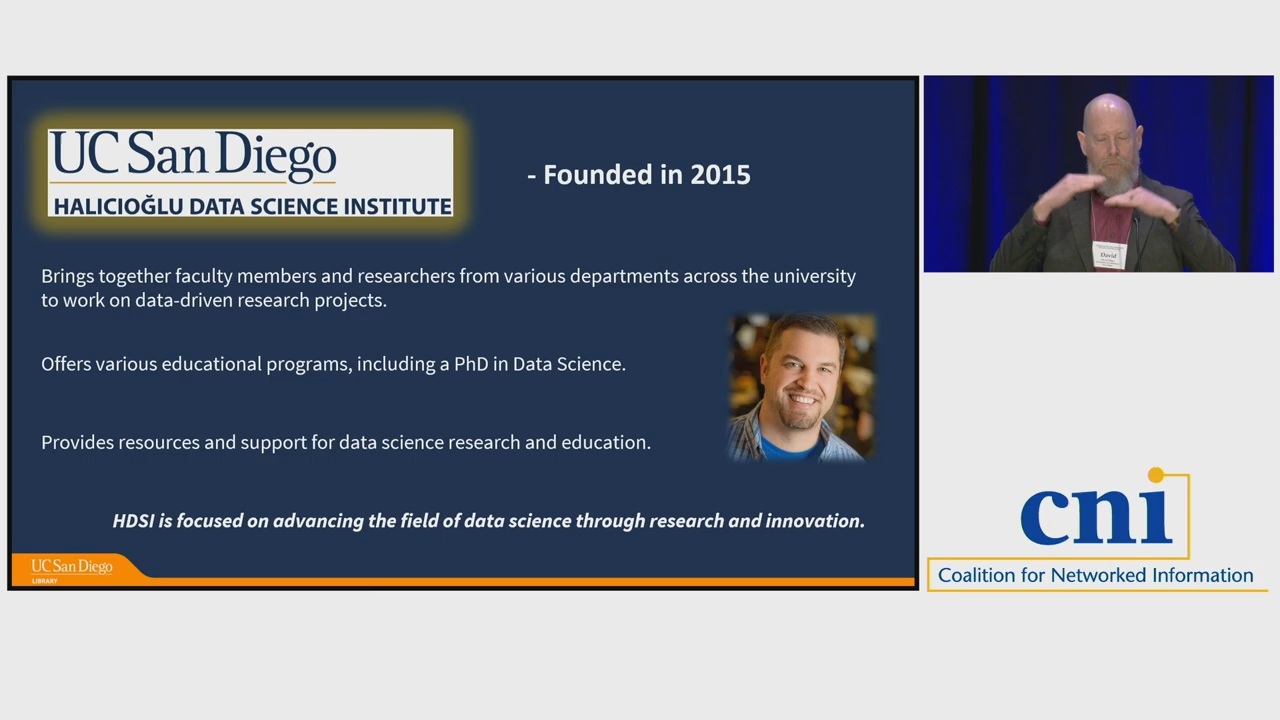 UC San Diego
HALICIOĞLU DATA SCIENCE INSTITUTE
- Founded in 2015
Brings together faculty members and researchers from various departments across the university
to work on data-driven research projects.
Offers various educational programs, including a PhD in Data Science.
Provides resources and support for data science research and education.
HDSI is focused on advancing the field of data science through research and innovation.
UC San Diego
LIBRARY
David
cni
Coalition for Networked Information